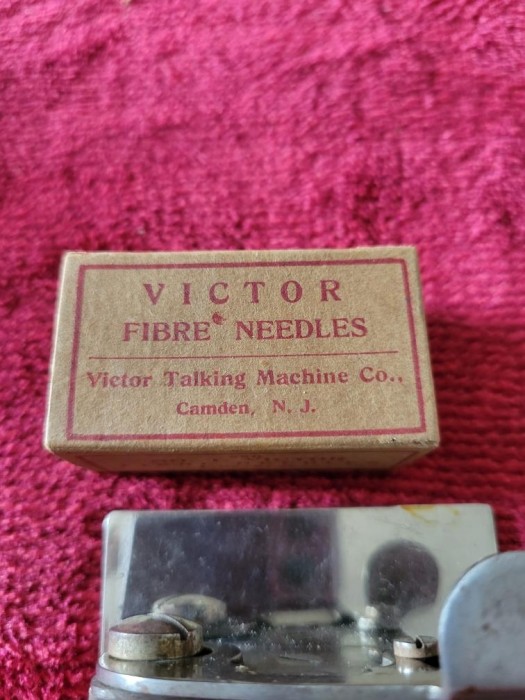 VICTOR
FIBRE NEEDLES
Victor Talking Machine Co.,
Camden, N. J.